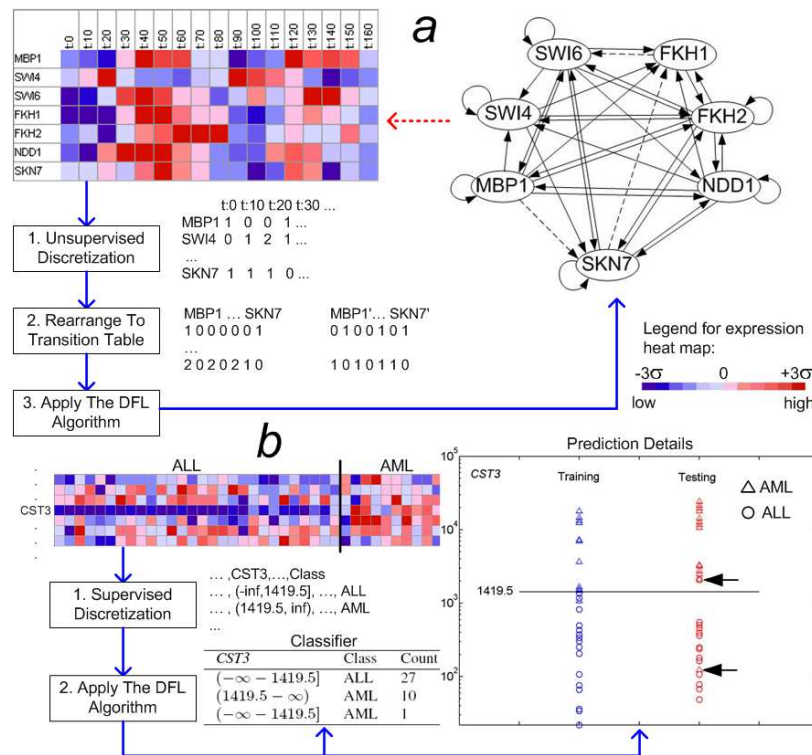 a
t:0 t:10 t:20 t:30 t:40 t:50 t:60 t:70 t:80 t:90 t:100 t:110 t:120 t:130 t:140 t:150 t:160
MBP1
SWI4
SWI6
FKH1
FKH2
NDD1
SKN7
SWI6
FKH1
SWI4
FKH2
MBP1
NDD1
SKN7
t:0 t:10 t:20 t:30 ...
MBP1 1 0 0 1 ...
SWI4 0 1 2 1 ...
...
SKN7 1 1 1 0 ...
1. Unsupervised
Discretization
2. Rearrange To
Transition Table
MBP1 ... SKN7
1 0 0 0 0 0 1
...
2 0 2 0 2 1 0
MBP1'... SKN7'
0 1 0 0 1 0 1
1 0 1 0 1 1 0
3. Apply The DFL
Algorithm
Legend for expression
heat map:
-3σ 0 +3σ
low high
b
ALL AML
CST3
1. Supervised
Discretization
... ,CST3,...,Class
... , (-inf,1419.5], ..., ALL
... , (1419.5, inf), ..., AML
...
2. Apply The DFL
Algorithm
Classifier
CST3 Class Count
(−∞ − 1419.5] ALL 27
(1419.5 − ∞) AML 10
(−∞ − 1419.5] AML 1
Prediction Details
CST3 Training Testing
AML
ALL
10^5
10^4
1419.5
10^3
10^2